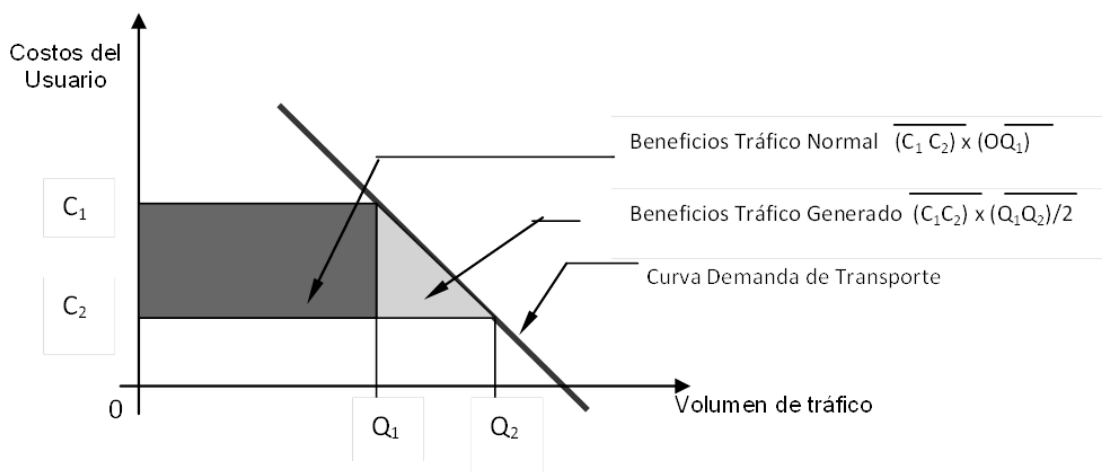 Costos del
Usuario
Beneficios Tráfico Normal (C₁ C₂) x (OQ₁)
C₁
Beneficios Tráfico Generado (C₁C₂) x (Q₁Q₂)/2
Curva Demanda de Transporte
C₂
0
Volumen de tráfico
Q₁
Q₂